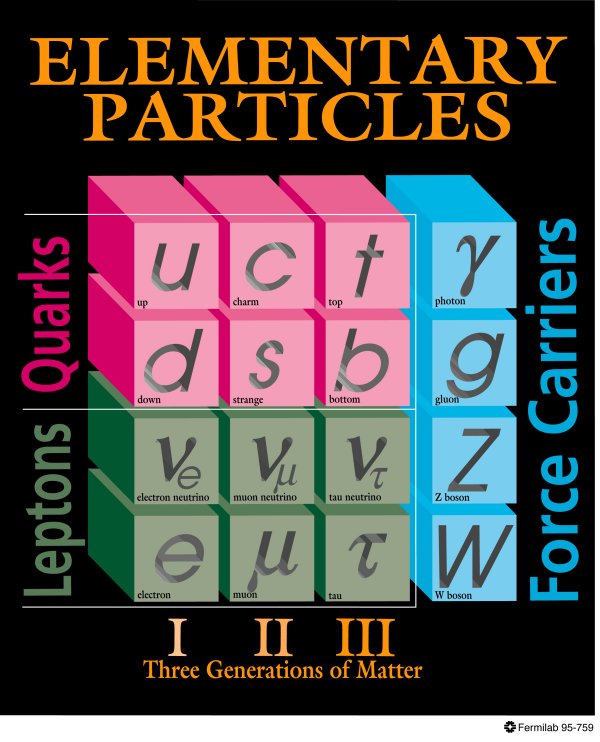 ELEMENTARY
PARTICLES
Quarks
Leptons
Force Carriers
u c t γ
up charm top photon
d s b g
down strange bottom gluon
νe νμ ντ Z
electron neutrino muon neutrino tau neutrino Z boson
e μ τ W
electron muon tau W boson
I II III
Three Generations of Matter
Fermilab 95-759